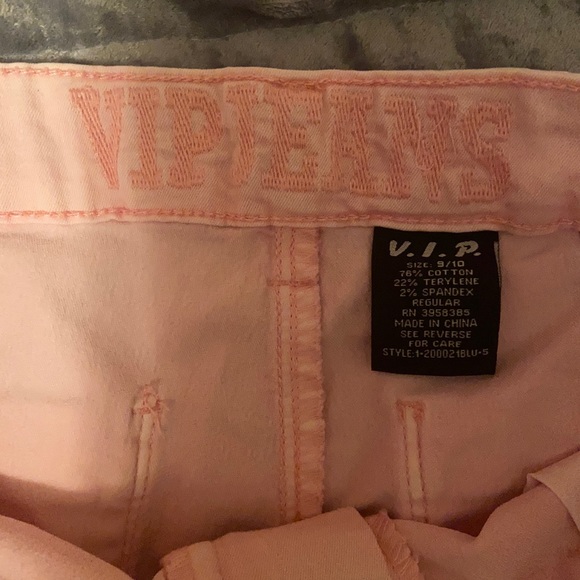 VIPJEANS
V.I.P.
SIZE: 9/10
76% COTTON
22% TERYLENE
2% SPANDEX
REGULAR
RN 3958385
MADE IN CHINA
SEE REVERSE
FOR CARE
STYLE:1-200021BLU-S